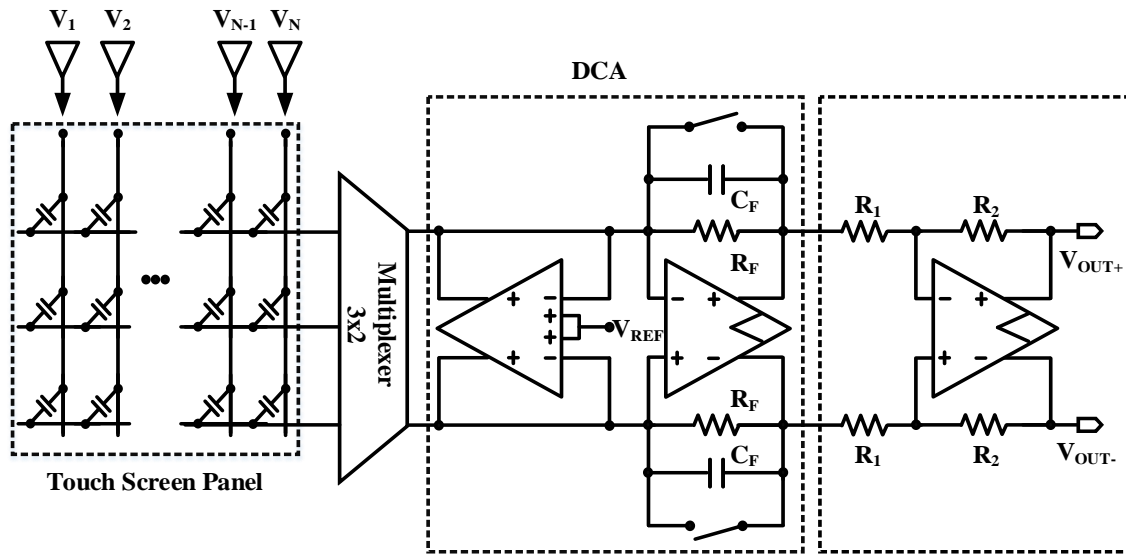 V1 V2 VN-1 VN
DCA
CF
R1 R2
RF
VOUT+
Multiplexer
3x2
+ − − +
+
+
VREF
+ − + −
RF
CF
R1 R2
VOUT-
Touch Screen Panel